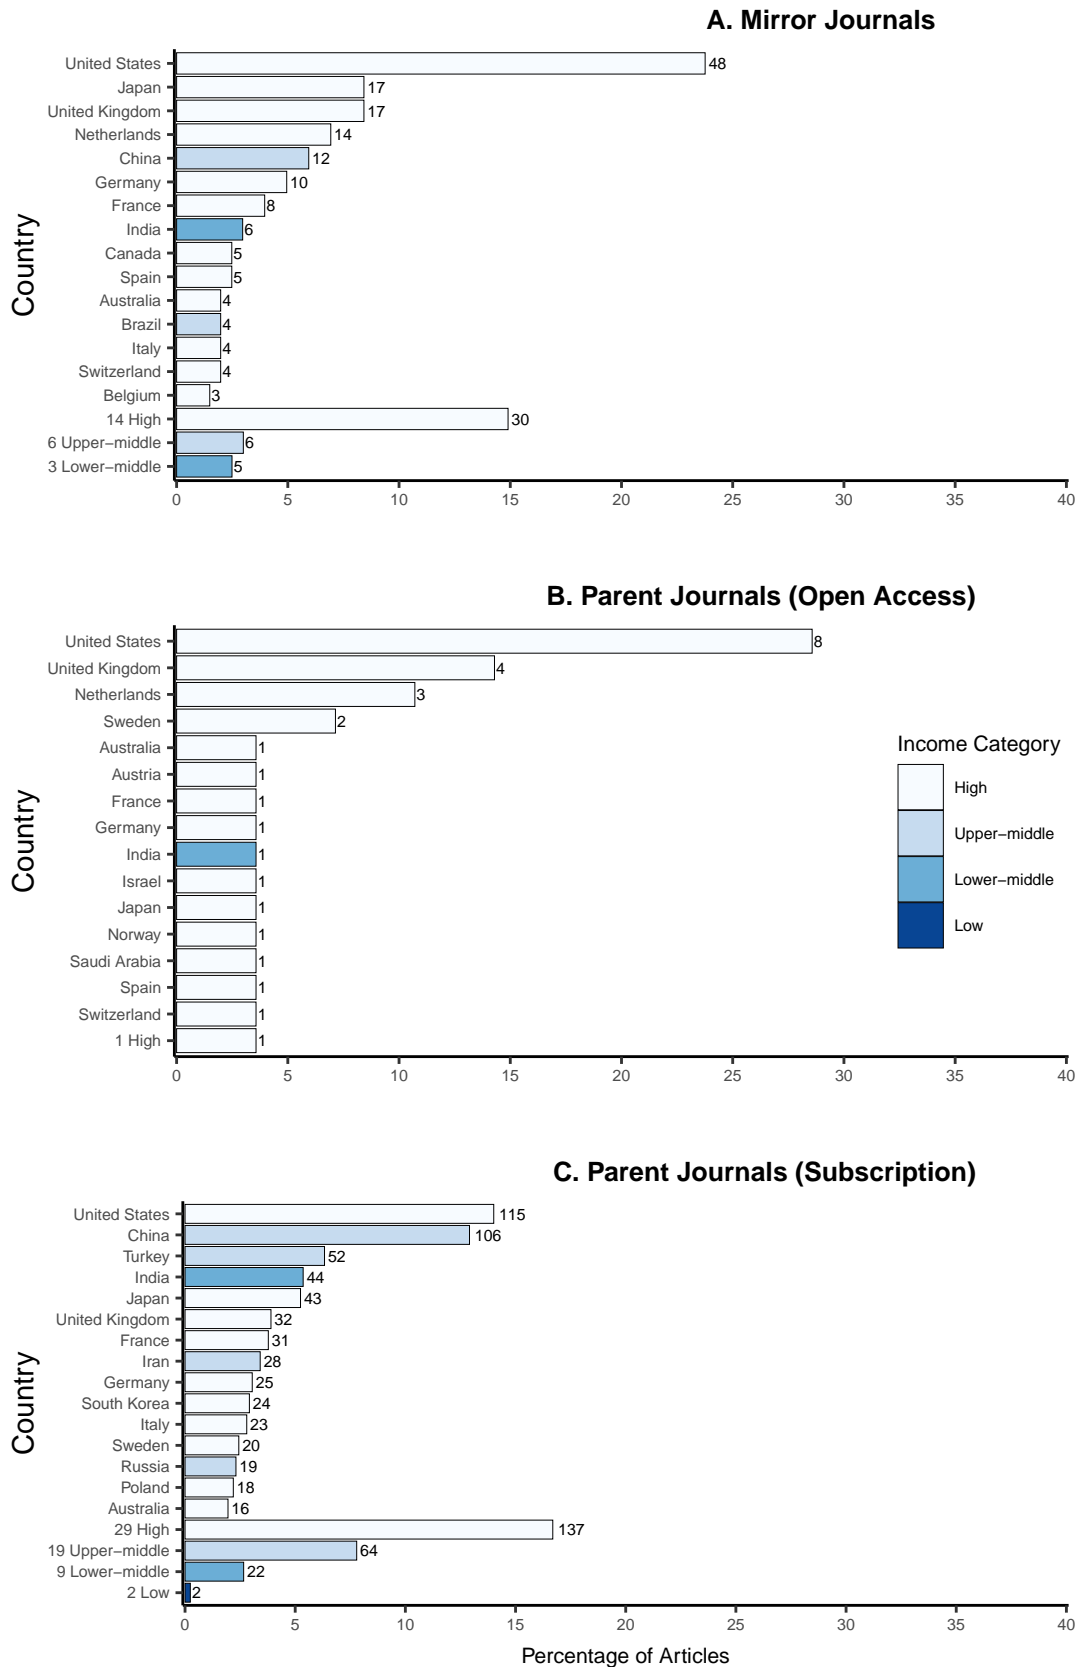 A. Mirror Journals
Country
United States 48
Japan 17
United Kingdom 17
Netherlands 14
China 12
Germany 10
France 8
India 6
Canada 5
Spain 5
Australia 4
Brazil 4
Italy 4
Switzerland 4
Belgium 3
14 High 30
6 Upper−middle 6
3 Lower−middle 5
0 5 10 15 20 25 30 35 40
B. Parent Journals (Open Access)
Country
United States 8
United Kingdom 4
Netherlands 3
Sweden 2
Australia 1
Austria 1
France 1
Germany 1
India 1
Israel 1
Japan 1
Norway 1
Saudi Arabia 1
Spain 1
Switzerland 1
1 High 1
0 5 10 15 20 25 30 35 40
Income Category
High
Upper−middle
Lower−middle
Low
C. Parent Journals (Subscription)
Country
United States 115
China 106
Turkey 52
India 44
Japan 43
United Kingdom 32
France 31
Iran 28
Germany 25
South Korea 24
Italy 23
Sweden 20
Russia 19
Poland 18
Australia 16
29 High 137
19 Upper−middle 64
9 Lower−middle 22
2 Low 2
0 5 10 15 20 25 30 35 40
Percentage of Articles